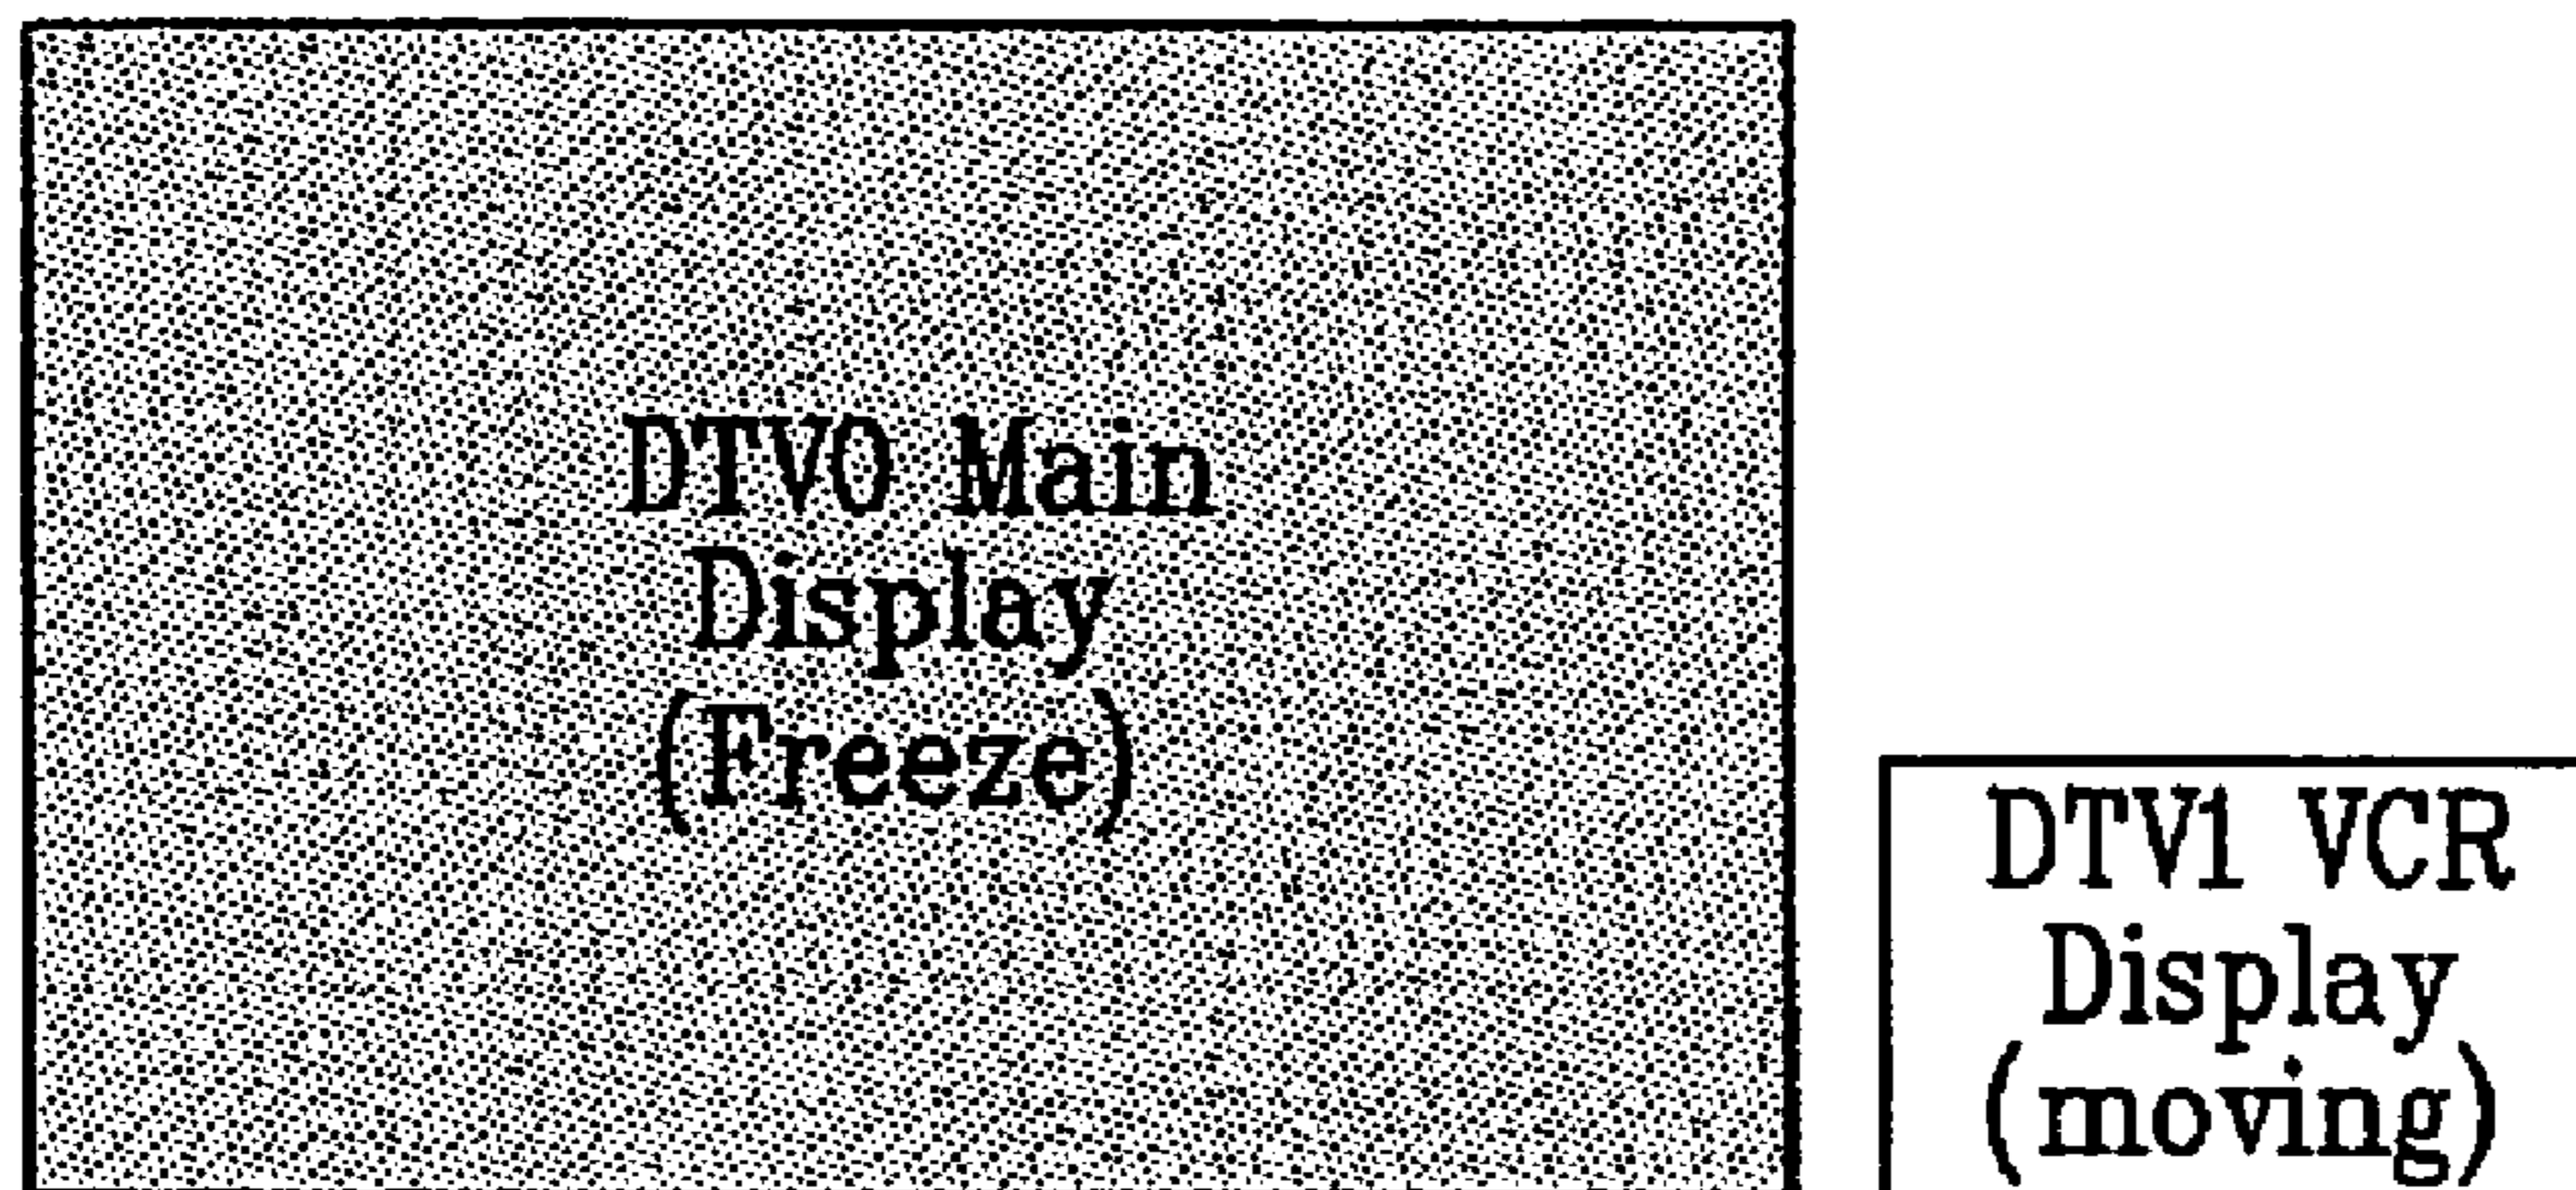 DTV0 Main
Display
(Freeze)
DTV1 VCR
Display
(moving)